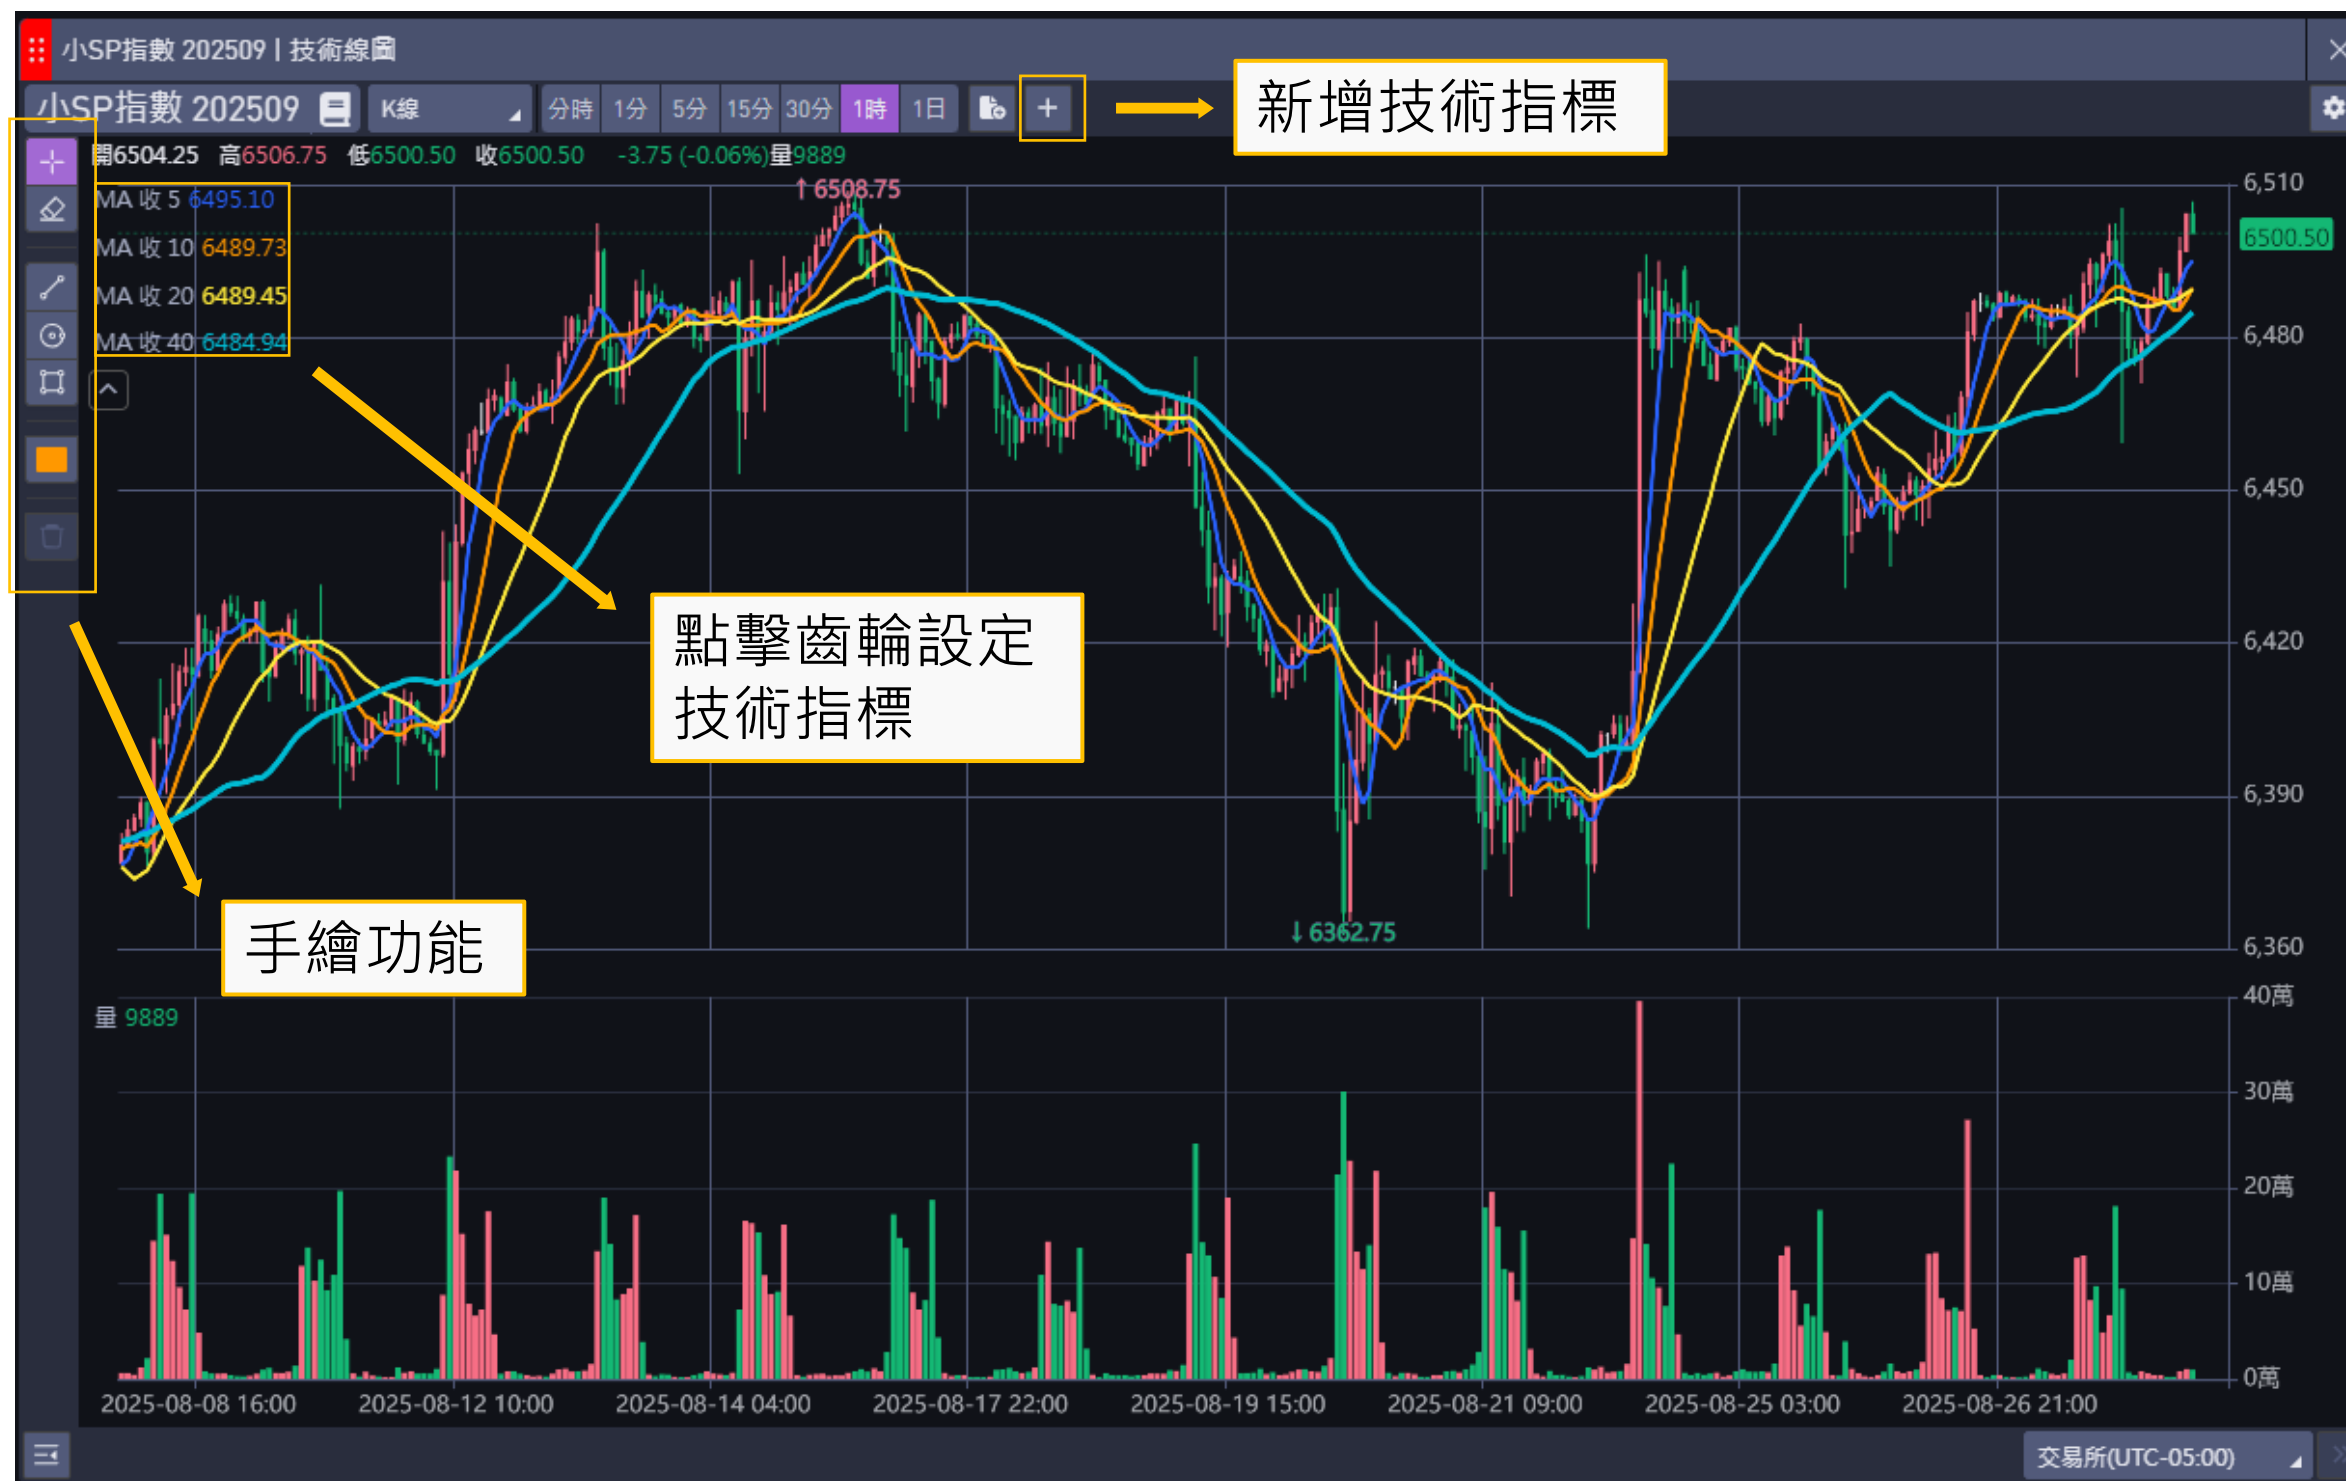 小SP指數 202509 | 技術線圖
小SP指數 202509 K線 分時 1分 5分 15分 30分 1時 1日 +
新增技術指標
開6504.25 高6506.75 低6500.50 收6500.50 -3.75 (-0.06%)量9889
MA 收 5 6495.10
MA 收 10 6489.73
MA 收 20 6489.45
MA 收 40 6484.94
↑6508.75
6,510
6500.50
6,480
6,450
6,420
6,390
6,360
點擊齒輪設定
技術指標
手繪功能
↓6362.75
量 9889
40萬
30萬
20萬
10萬
0萬
2025-08-08 16:00 2025-08-12 10:00 2025-08-14 04:00 2025-08-17 22:00 2025-08-19 15:00 2025-08-21 09:00 2025-08-25 03:00 2025-08-26 21:00
交易所(UTC-05:00)